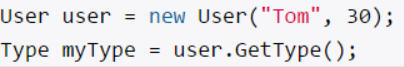 User user = new User("Tom", 30);
Type myType = user.GetType();